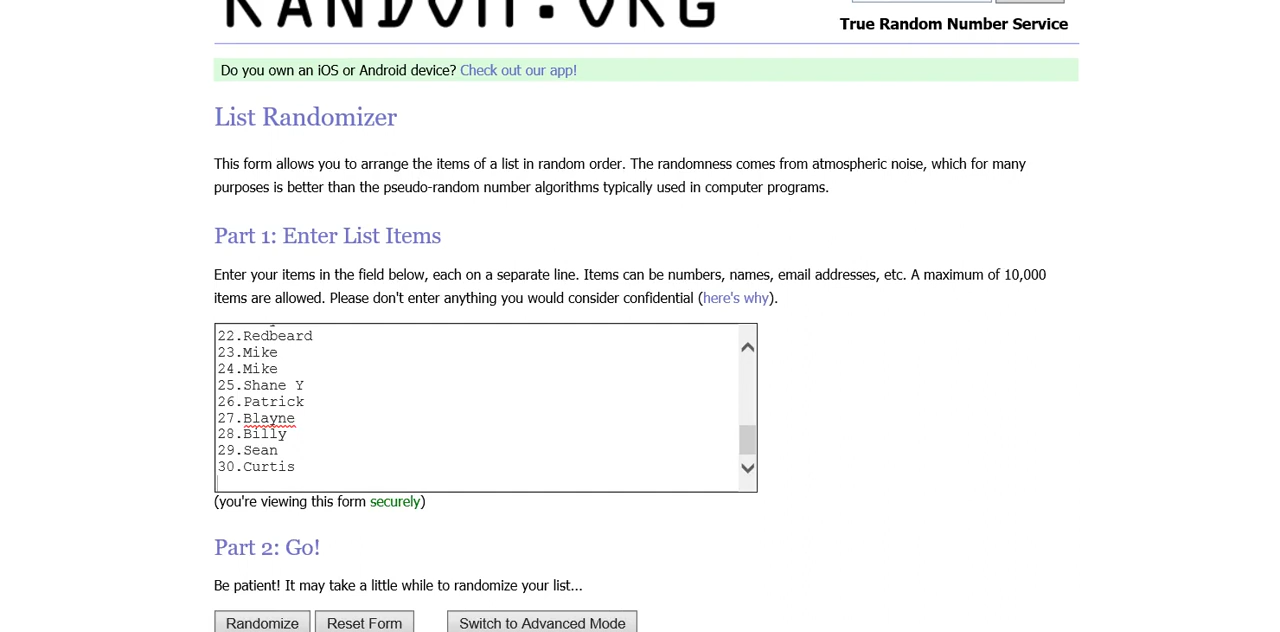 RANDOM.ORG
True Random Number Service
Do you own an iOS or Android device? Check out our app!
List Randomizer
This form allows you to arrange the items of a list in random order. The randomness comes from atmospheric noise, which for many
purposes is better than the pseudo-random number algorithms typically used in computer programs.
Part 1: Enter List Items
Enter your items in the field below, each on a separate line. Items can be numbers, names, email addresses, etc. A maximum of 10,000
items are allowed. Please don't enter anything you would consider confidential (here's why).
22.Redbeard
23.Mike
24.Mike
25.Shane Y
26.Patrick
27.Blayne
28.Billy
29.Sean
30.Curtis
(you're viewing this form securely)
Part 2: Go!
Be patient! It may take a little while to randomize your list...
Randomize Reset Form Switch to Advanced Mode